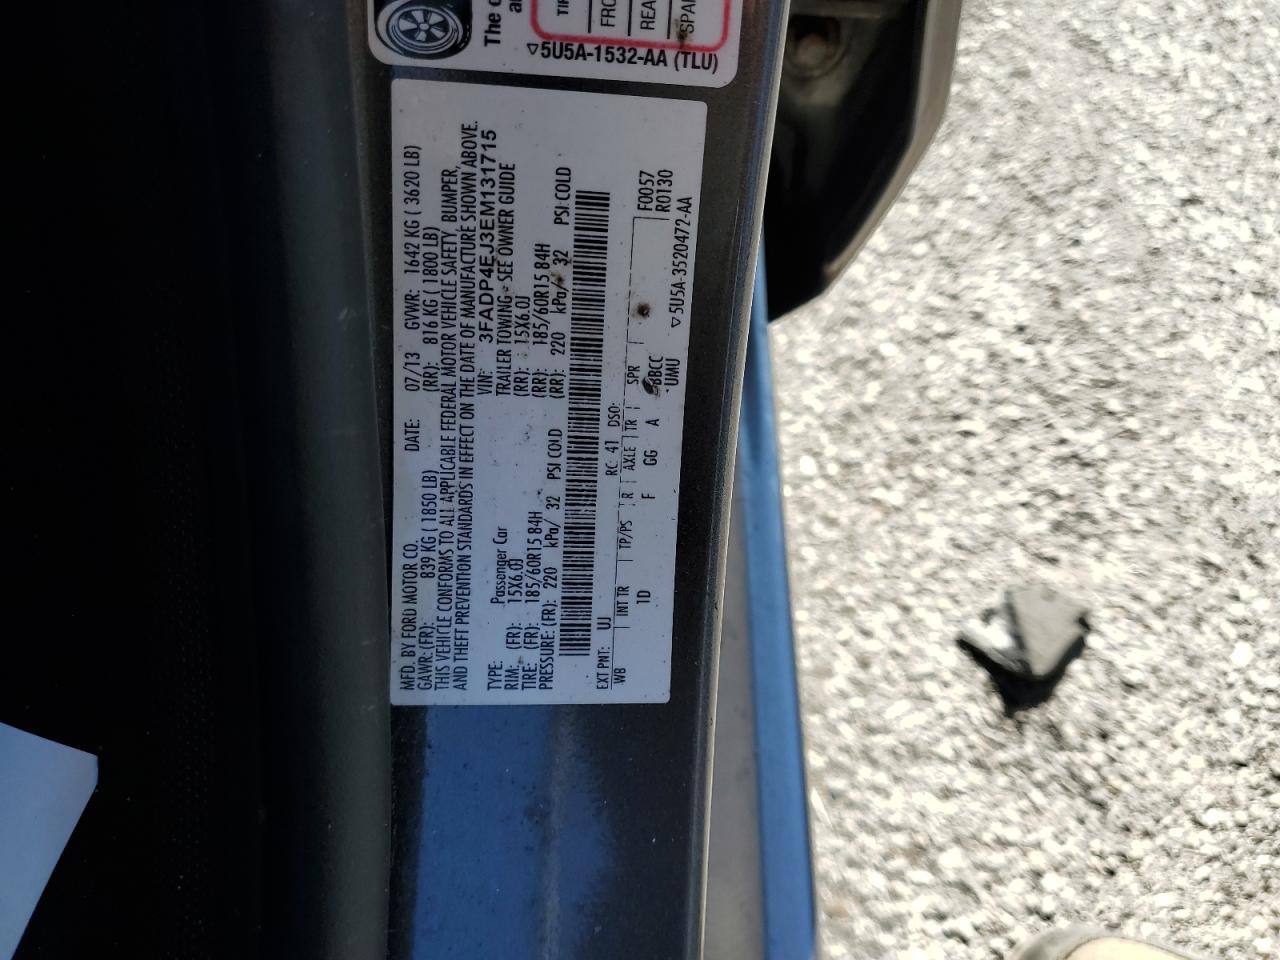 The
TIR
FRO
REA
SPA
▽5U5A-1532-AA (TLU)
MFD. BY FORD MOTOR CO. DATE: 07/13 GVWR: 1642 KG ( 3620 LB)
GAWR: (FR): 839 KG ( 1850 LB) (RR): 816 KG ( 1800 LB)
THIS VEHICLE CONFORMS TO ALL APPLICABLE FEDERAL MOTOR VEHICLE SAFETY, BUMPER,
AND THEFT PREVENTION STANDARDS IN EFFECT ON THE DATE OF MANUFACTURE SHOWN ABOVE.
VIN: 3FADP4EJ3EM131715
TYPE: Passenger Car TRAILER TOWING - SEE OWNER GUIDE
RIM: (FR): 15X6.0J (RR): 15X6.0J
TIRE: (FR): 185/60R15 84H (RR): 185/60R15 84H
PRESSURE: (FR): 220 kPa/ 32 PSI COLD (RR): 220 kPa/ 32 PSI COLD
EXT PNT: UJ RC: 41 DSO: F0057
WB INT TR TP/PS R AXLE TR SPR R0130
1D F GG A BBCC
UMU ▽5U5A-3520472-AA